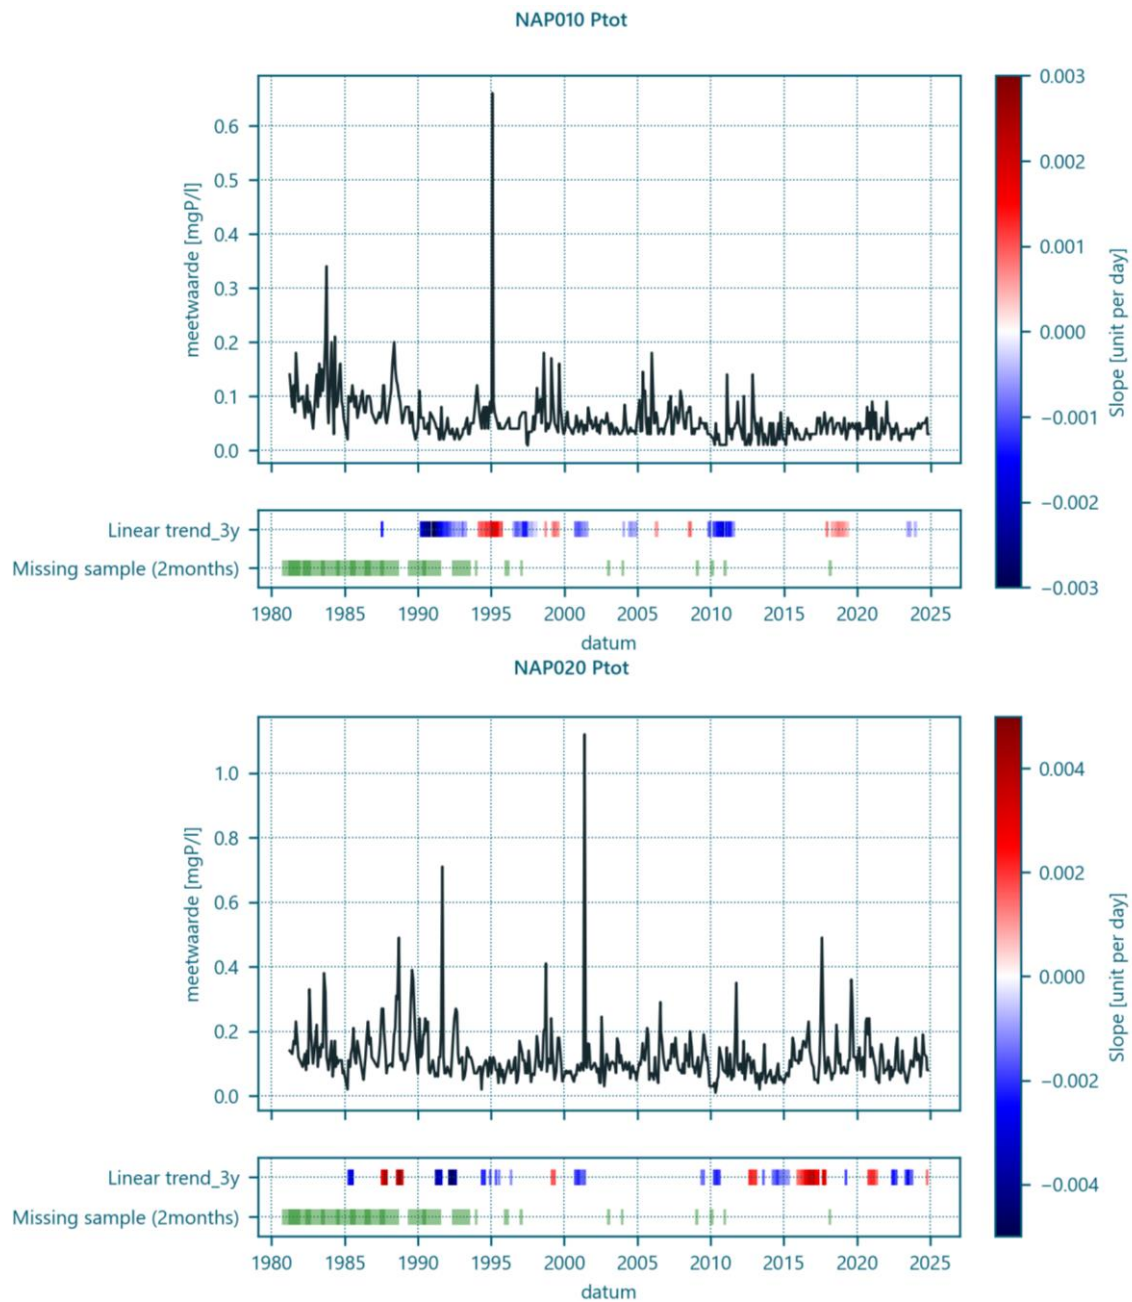 NAP010 Ptot
0.6
0.5
0.4
0.3
0.2
0.1
0.0
meetwaarde [mgP/l]
0.003
0.002
0.001
0.000
−0.001
−0.002
−0.003
Slope [unit per day]
Linear trend_3y
Missing sample (2months)
1980 1985 1990 1995 2000 2005 2010 2015 2020 2025
datum
NAP020 Ptot
1.0
0.8
0.6
0.4
0.2
0.0
meetwaarde [mgP/l]
0.004
0.002
0.000
−0.002
−0.004
Slope [unit per day]
Linear trend_3y
Missing sample (2months)
1980 1985 1990 1995 2000 2005 2010 2015 2020 2025
datum